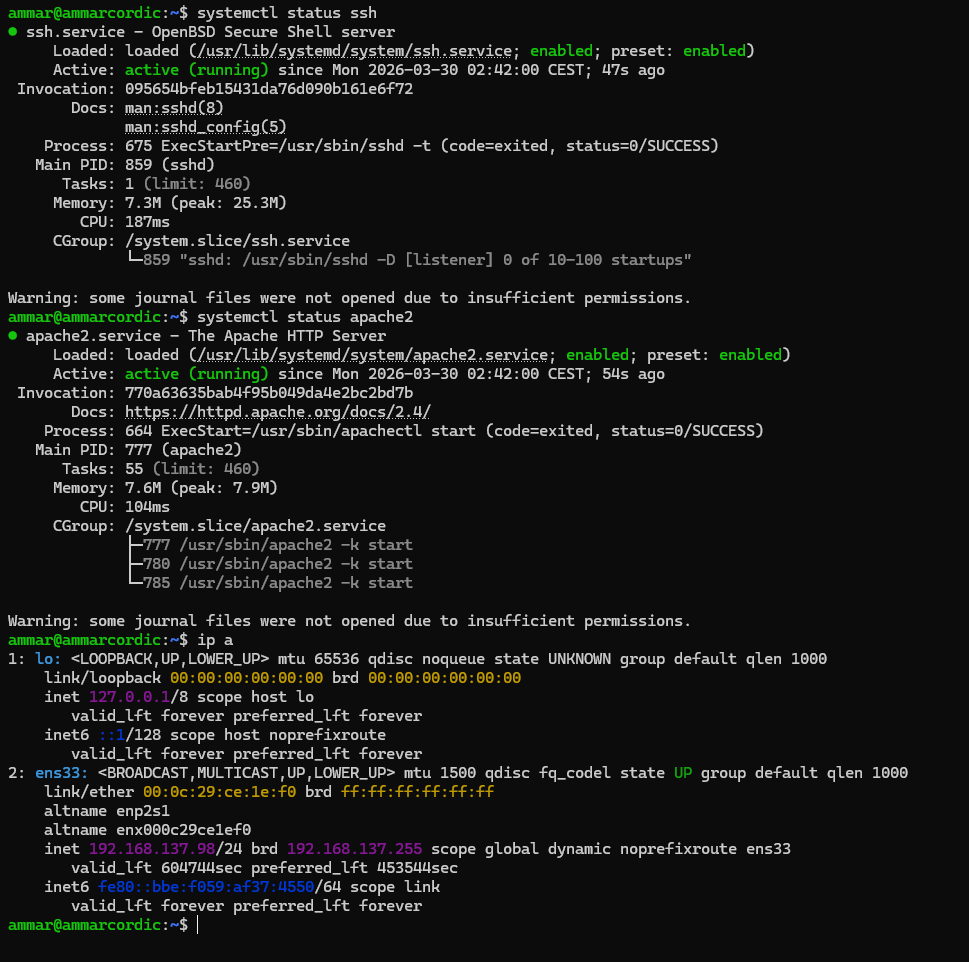 ammar@ammarcordic:~$ systemctl status ssh
● ssh.service - OpenBSD Secure Shell server
     Loaded: loaded (/usr/lib/systemd/system/ssh.service; enabled; preset: enabled)
     Active: active (running) since Mon 2026-03-30 02:42:00 CEST; 47s ago
 Invocation: 095654bfeb15431da76d090b161e6f72
       Docs: man:sshd(8)
             man:sshd_config(5)
    Process: 675 ExecStartPre=/usr/sbin/sshd -t (code=exited, status=0/SUCCESS)
   Main PID: 859 (sshd)
      Tasks: 1 (limit: 460)
     Memory: 7.3M (peak: 25.3M)
        CPU: 187ms
     CGroup: /system.slice/ssh.service
             └─859 "sshd: /usr/sbin/sshd -D [listener] 0 of 10-100 startups"

Warning: some journal files were not opened due to insufficient permissions.
ammar@ammarcordic:~$ systemctl status apache2
● apache2.service - The Apache HTTP Server
     Loaded: loaded (/usr/lib/systemd/system/apache2.service; enabled; preset: enabled)
     Active: active (running) since Mon 2026-03-30 02:42:00 CEST; 54s ago
 Invocation: 770a63635bab4f95b049da4e2bc2bd7b
       Docs: https://httpd.apache.org/docs/2.4/
    Process: 664 ExecStart=/usr/sbin/apachectl start (code=exited, status=0/SUCCESS)
   Main PID: 777 (apache2)
      Tasks: 55 (limit: 460)
     Memory: 7.6M (peak: 7.9M)
        CPU: 104ms
     CGroup: /system.slice/apache2.service
             ├─777 /usr/sbin/apache2 -k start
             ├─780 /usr/sbin/apache2 -k start
             └─785 /usr/sbin/apache2 -k start

Warning: some journal files were not opened due to insufficient permissions.
ammar@ammarcordic:~$ ip a
1: lo: <LOOPBACK,UP,LOWER_UP> mtu 65536 qdisc noqueue state UNKNOWN group default qlen 1000
    link/loopback 00:00:00:00:00:00 brd 00:00:00:00:00:00
    inet 127.0.0.1/8 scope host lo
       valid_lft forever preferred_lft forever
    inet6 ::1/128 scope host noprefixroute
       valid_lft forever preferred_lft forever
2: ens33: <BROADCAST,MULTICAST,UP,LOWER_UP> mtu 1500 qdisc fq_codel state UP group default qlen 1000
    link/ether 00:0c:29:ce:1e:f0 brd ff:ff:ff:ff:ff:ff
    altname enp2s1
    altname enx000c29ce1ef0
    inet 192.168.137.98/24 brd 192.168.137.255 scope global dynamic noprefixroute ens33
       valid_lft 604744sec preferred_lft 453544sec
    inet6 fe80::bbe:f059:af37:4550/64 scope link
       valid_lft forever preferred_lft forever
ammar@ammarcordic:~$